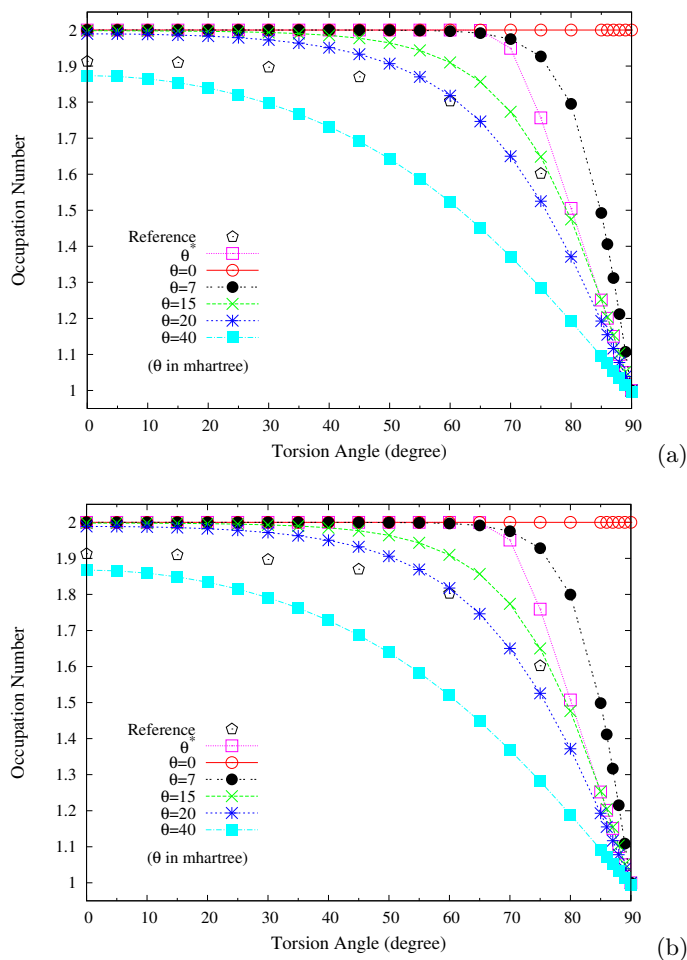 2
1.9
1.8
1.7
1.6
1.5
1.4
1.3
1.2
1.1
1
Occupation Number
Reference
θ*
θ=0
θ=7
θ=15
θ=20
θ=40
(θ in mhartree)
0 10 20 30 40 50 60 70 80 90
Torsion Angle (degree)
(a)
2
1.9
1.8
1.7
1.6
1.5
1.4
1.3
1.2
1.1
1
Occupation Number
Reference
θ*
θ=0
θ=7
θ=15
θ=20
θ=40
(θ in mhartree)
0 10 20 30 40 50 60 70 80 90
Torsion Angle (degree)
(b)